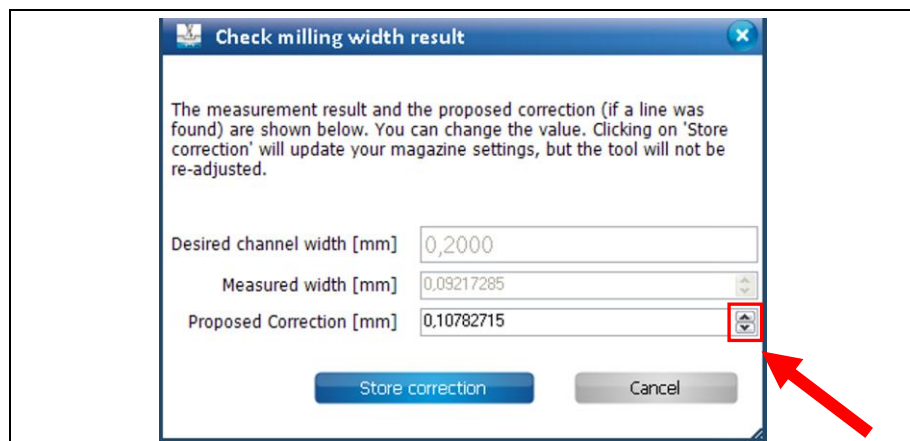 Check milling width result
The measurement result and the proposed correction (if a line was
found) are shown below. You can change the value. Clicking on 'Store
correction' will update your magazine settings, but the tool will not be
re-adjusted.
Desired channel width [mm] 0,2000
Measured width [mm] 0,09217285
Proposed Correction [mm] 0,10782715
Store correction Cancel